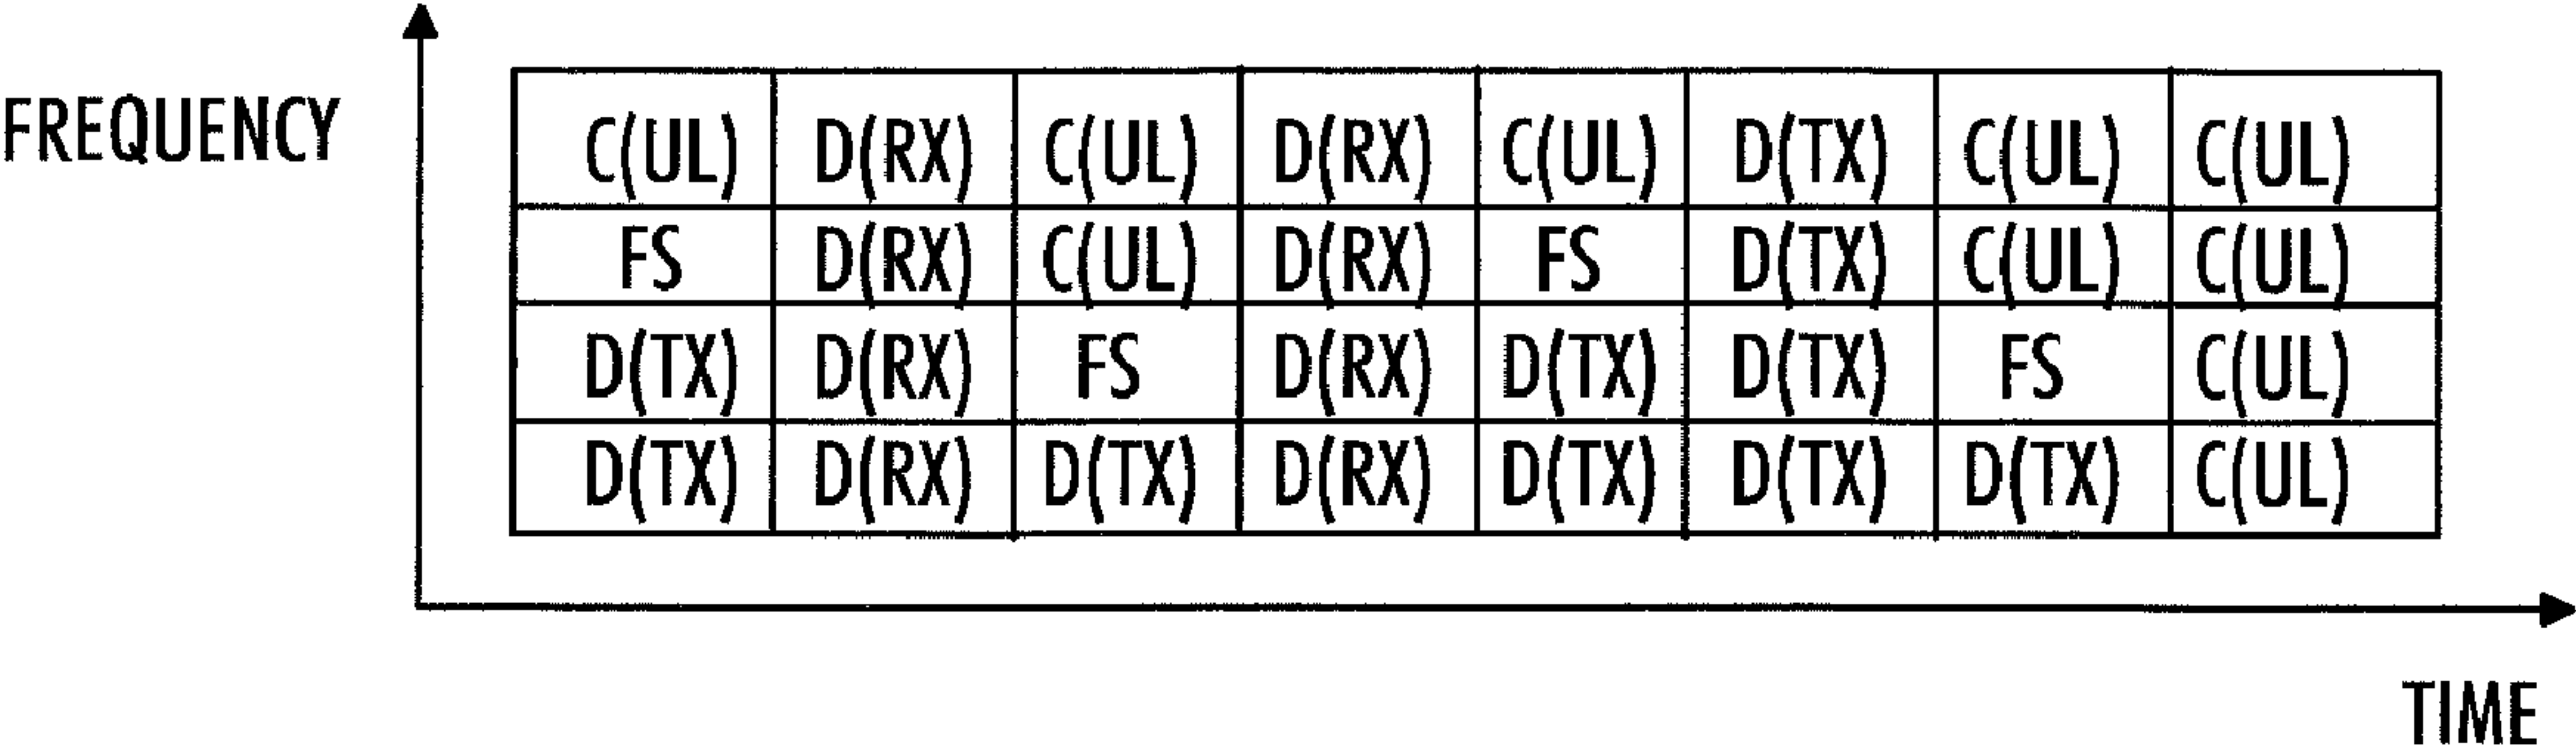 FREQUENCY
C(UL) D(RX) C(UL) D(RX) C(UL) D(TX) C(UL) C(UL)
FS D(RX) C(UL) D(RX) FS D(TX) C(UL) C(UL)
D(TX) D(RX) FS D(RX) D(TX) D(TX) FS C(UL)
D(TX) D(RX) D(TX) D(RX) D(TX) D(TX) D(TX) C(UL)
TIME